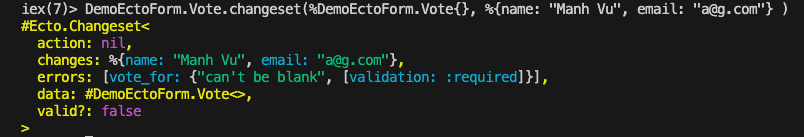 iex(7)> DemoEctoForm.Vote.changeset(%DemoEctoForm.Vote{}, %{name: "Manh Vu", email: "a@g.com"} )
#Ecto.Changeset<
  action: nil,
  changes: %{name: "Manh Vu", email: "a@g.com"},
  errors: [vote_for: {"can't be blank", [validation: :required]}],
  data: #DemoEctoForm.Vote<>,
  valid?: false
>